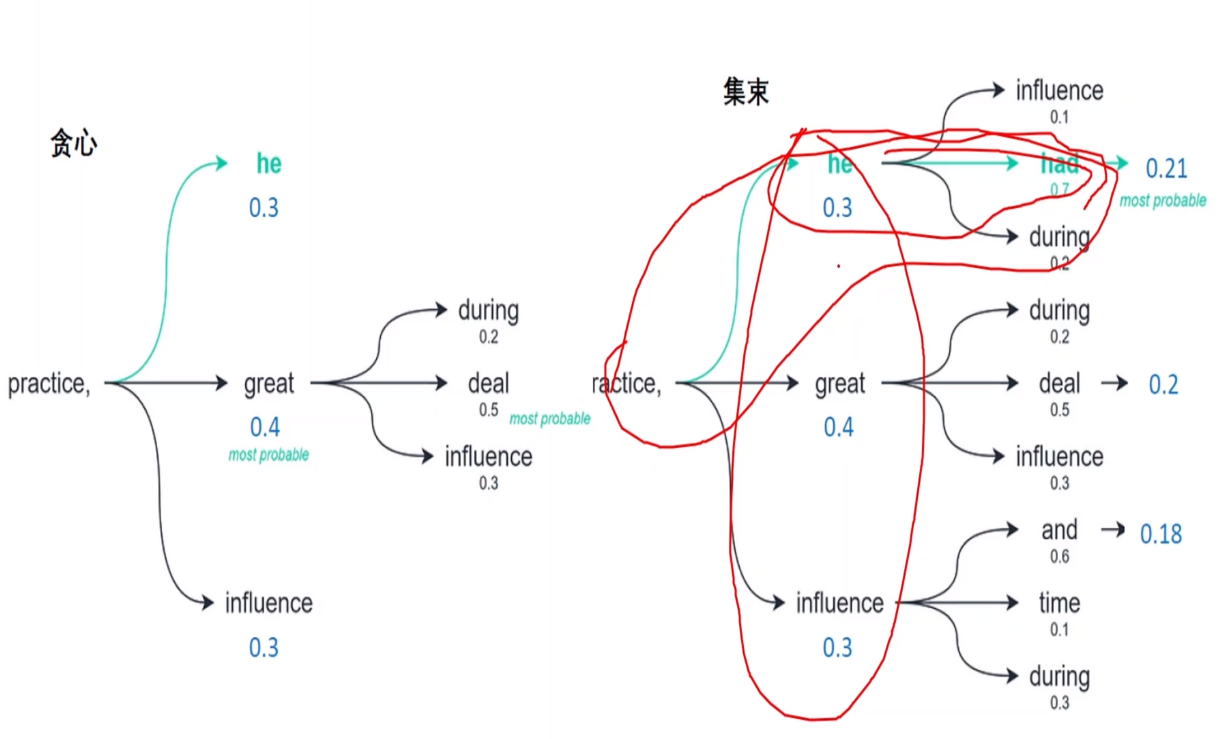 贪心
he
0.3
practice,
great
0.4
most probable
during
0.2
deal
0.5
most probable
influence
0.3
influence
0.3
集束
ractice,
he
0.3
influence
0.1
had
0.7
0.21
most probable
during
0.2
great
0.4
during
0.2
deal
0.5
0.2
influence
0.3
influence
0.3
and
0.6
0.18
time
0.1
during
0.3